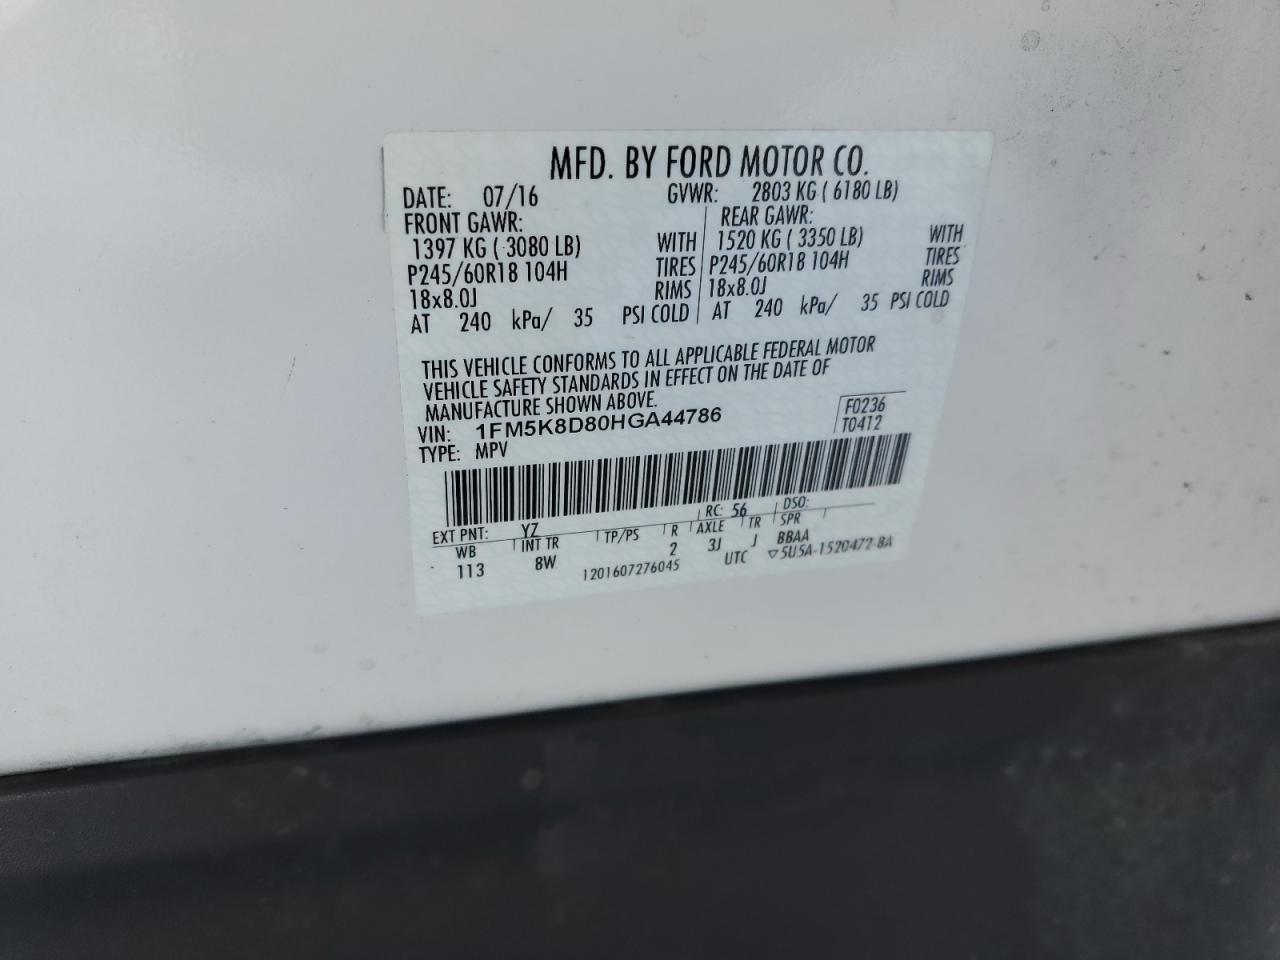 MFD. BY FORD MOTOR CO.
DATE: 07/16 GVWR: 2803 KG ( 6180 LB)
FRONT GAWR: REAR GAWR:
1397 KG ( 3080 LB) WITH 1520 KG ( 3350 LB) WITH
P245/60R18 104H TIRES P245/60R18 104H TIRES
18x8.0J RIMS 18x8.0J RIMS
AT 240 kPa/ 35 PSI COLD AT 240 kPa/ 35 PSI COLD
THIS VEHICLE CONFORMS TO ALL APPLICABLE FEDERAL MOTOR
VEHICLE SAFETY STANDARDS IN EFFECT ON THE DATE OF
MANUFACTURE SHOWN ABOVE.
VIN: 1FM5K8D80HGA44786 F0236
TYPE: MPV T0412
EXT PNT: YZ RC: 56 DSO:
WB INT TR TP/PS R AXLE TR SPR
113 8W 2 3J J BBAA
1201607276045 UTC ▽5U5A-1520472-BA